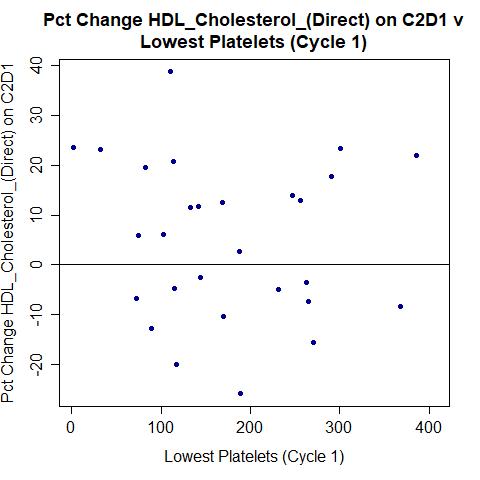 Pct Change HDL_Cholesterol_(Direct) on C2D1 v
Lowest Platelets (Cycle 1)
Pct Change HDL_Cholesterol_(Direct) on C2D1
40
30
20
10
0
-10
-20
0 100 200 300 400
Lowest Platelets (Cycle 1)